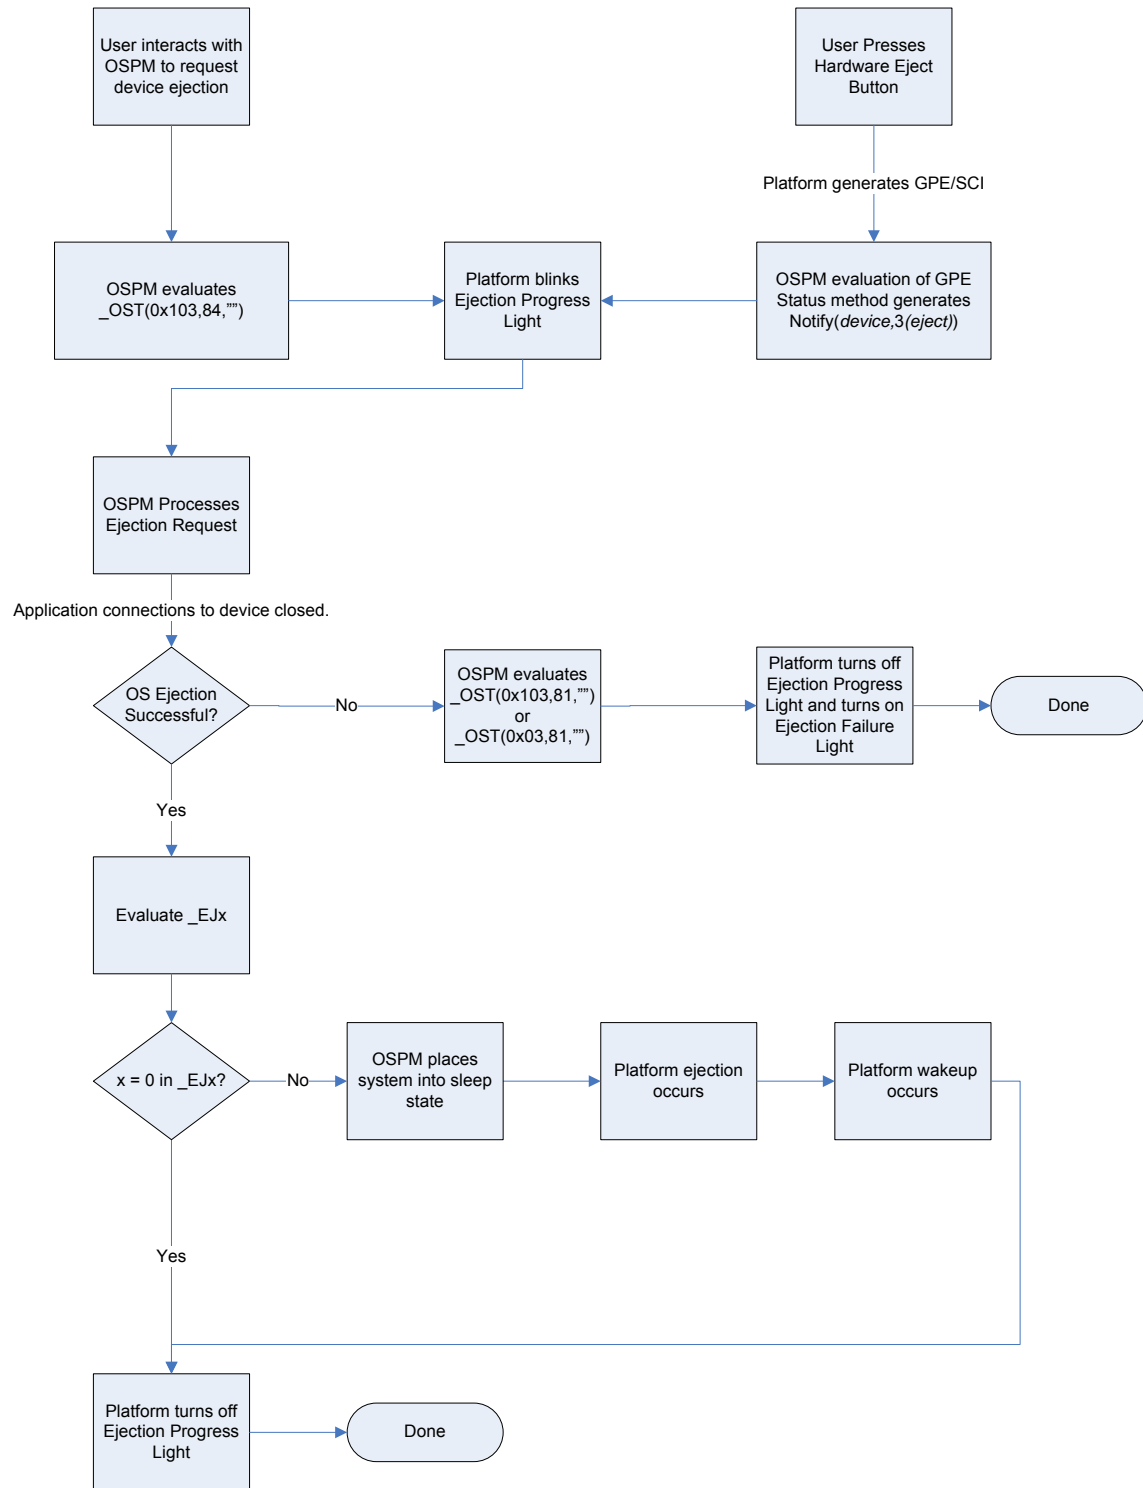 User interacts with
OSPM to request
device ejection
User Presses
Hardware Eject
Button
Platform generates GPE/SCI
OSPM evaluates
_OST(0x103,84,"")
Platform blinks
Ejection Progress
Light
OSPM evaluation of GPE
Status method generates
Notify(device,3(eject))
OSPM Processes
Ejection Request
Application connections to device closed.
OS Ejection
Successful?
No
OSPM evaluates
_OST(0x103,81,"")
or
_OST(0x03,81,"")
Platform turns off
Ejection Progress
Light and turns on
Ejection Failure
Light
Done
Yes
Evaluate _EJx
x = 0 in _EJx?
No
OSPM places
system into sleep
state
Platform ejection
occurs
Platform wakeup
occurs
Yes
Platform turns off
Ejection Progress
Light
Done